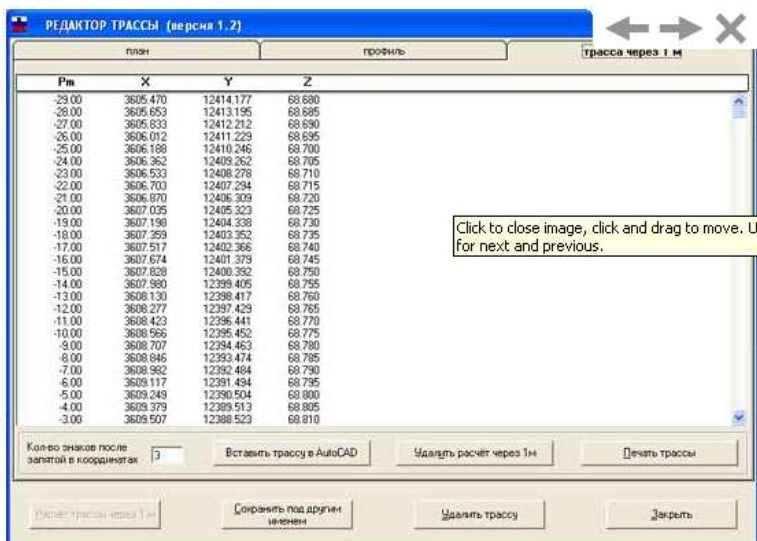 РЕДАКТОР ТРАССЫ (версия 1.2)
план профиль трасса через 1 м
Pm X Y Z
-29.00 3605.470 12414.177 68.680
-28.00 3605.653 12413.195 68.685
-27.00 3605.833 12412.212 68.690
-26.00 3606.012 12411.229 68.695
-25.00 3606.188 12410.246 68.700
-24.00 3606.362 12409.262 68.705
-23.00 3606.533 12408.278 68.710
-22.00 3606.703 12407.294 68.715
-21.00 3606.870 12406.309 68.720
-20.00 3607.035 12405.323 68.725
-19.00 3607.198 12404.338 68.730
-18.00 3607.359 12403.352 68.735
-17.00 3607.517 12402.366 68.740
-16.00 3607.674 12401.379 68.745
-15.00 3607.828 12400.392 68.750
-14.00 3607.980 12399.405 68.755
-13.00 3608.130 12398.417 68.760
-12.00 3608.277 12397.429 68.765
-11.00 3608.423 12396.441 68.770
-10.00 3608.566 12395.452 68.775
-9.00 3608.707 12394.463 68.780
-8.00 3608.846 12393.474 68.785
-7.00 3608.982 12392.484 68.790
-6.00 3609.117 12391.494 68.795
-5.00 3609.249 12390.504 68.800
-4.00 3609.379 12389.513 68.805
-3.00 3609.507 12388.523 68.810
Click to close image, click and drag to move. U
for next and previous.
Кол-во знаков после
запятой в координатах 3 Вставить трассу в AutoCAD Удалить расчёт через 1м Печать трассы
Расчёт трассы через 1 м Сохранить под другим
именем Удалить трассу Закрыть